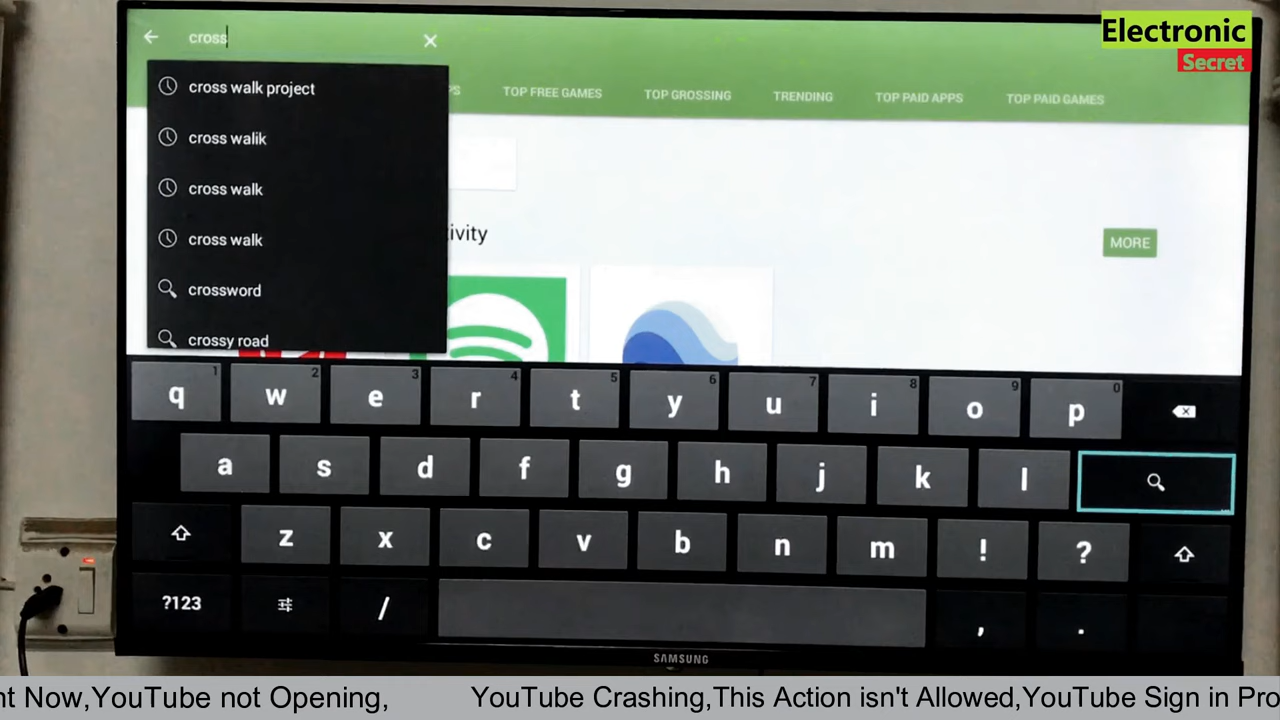 Electronic
Secret
cross
PS
TOP FREE GAMES
TOP GROSSING
TRENDING
TOP PAID APPS
TOP PAID GAMES
cross walk project
cross walik
cross walk
cross walk
crossword
crossy road
ivity
MORE
q 1 w 2 e 3 r 4 t 5 y 6 u 7 i 8 o 9 p 0
a s d f g h j k l
z x c v b n m ! ?
?123 / , .
SAMSUNG
nt Now,YouTube not Opening, YouTube Crashing,This Action isn't Allowed,YouTube Sign in Pro